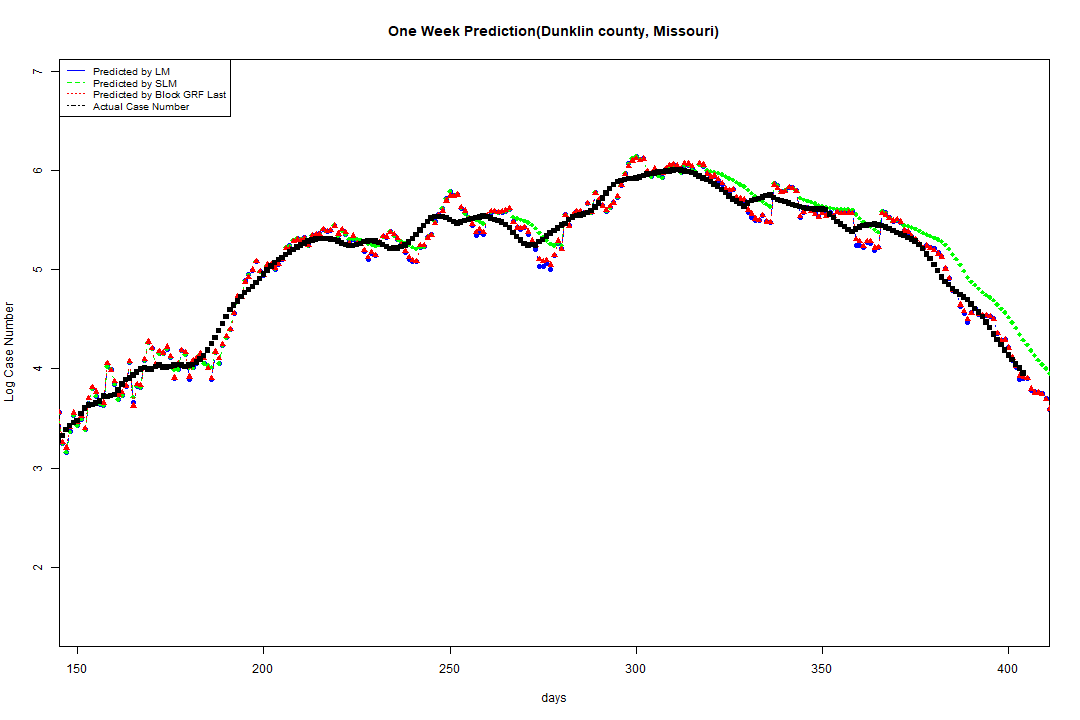 One Week Prediction(Dunklin county, Missouri)
Predicted by LM
Predicted by SLM
Predicted by Block GRF Last
Actual Case Number
Log Case Number
7
6
5
4
3
2
150 200 250 300 350 400
days